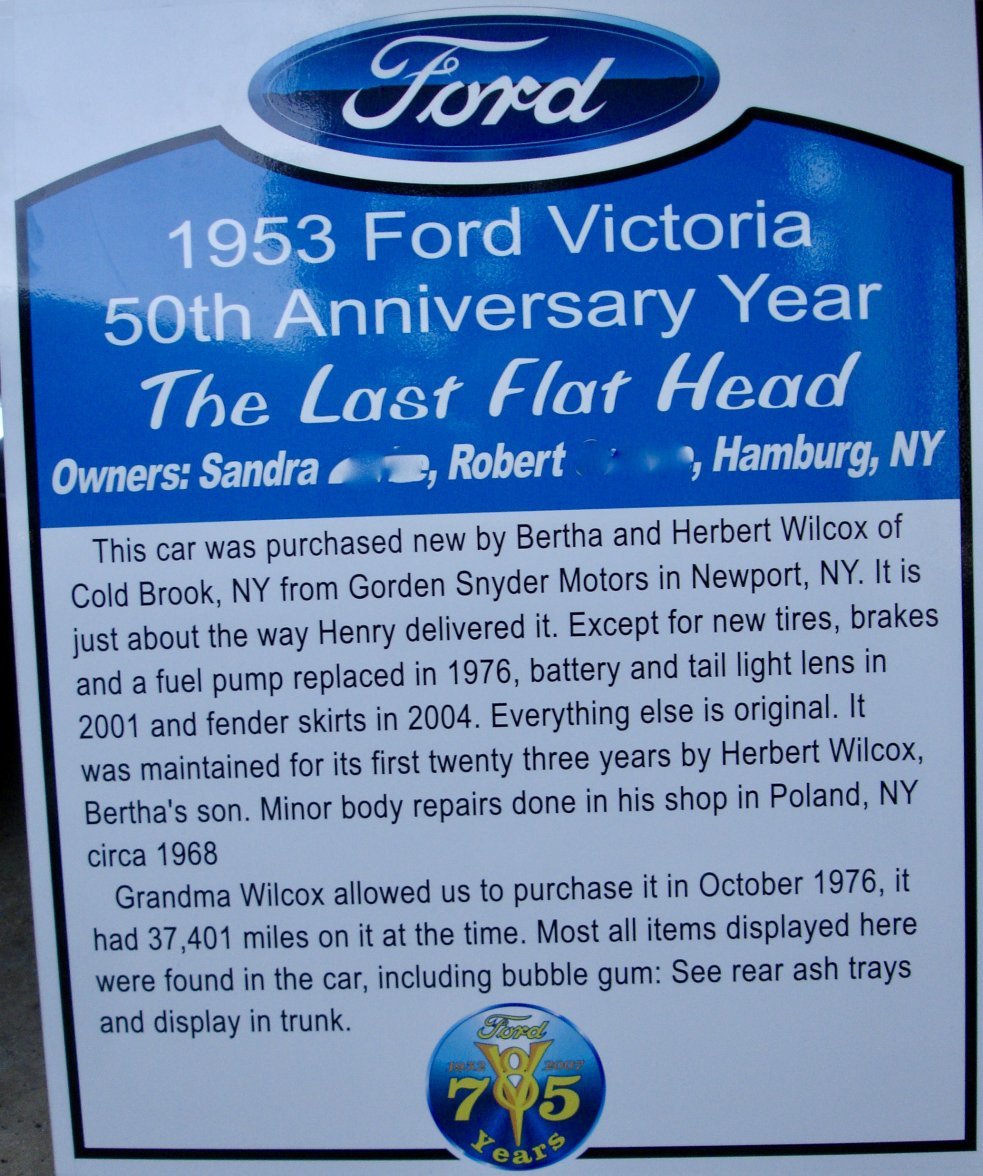 Ford
1953 Ford Victoria
50th Anniversary Year
The Last Flat Head
Owners: Sandra , Robert , Hamburg, NY
This car was purchased new by Bertha and Herbert Wilcox of
Cold Brook, NY from Gorden Snyder Motors in Newport, NY. It is
just about the way Henry delivered it. Except for new tires, brakes
and a fuel pump replaced in 1976, battery and tail light lens in
2001 and fender skirts in 2004. Everything else is original. It
was maintained for its first twenty three years by Herbert Wilcox,
Bertha's son. Minor body repairs done in his shop in Poland, NY
circa 1968
Grandma Wilcox allowed us to purchase it in October 1976, it
had 37,401 miles on it at the time. Most all items displayed here
were found in the car, including bubble gum: See rear ash trays
and display in trunk.
Ford
1932 2007
7 V8 5
Years